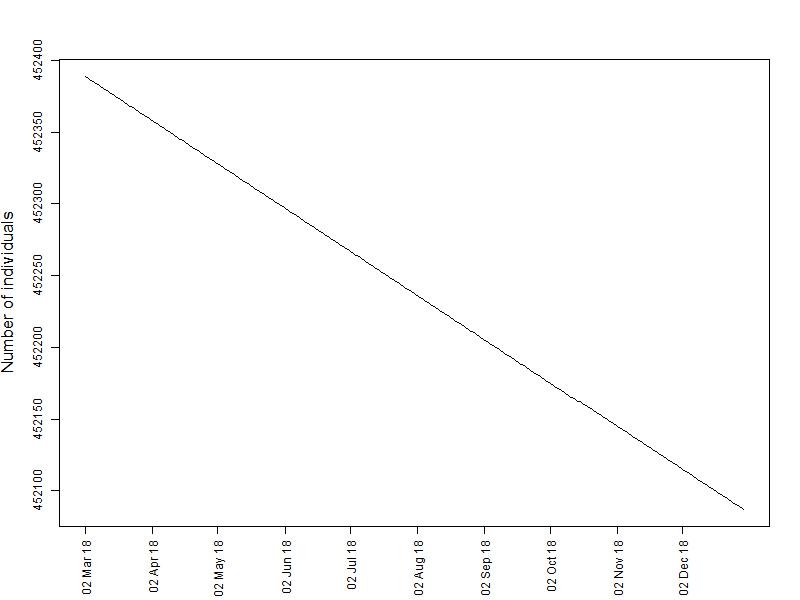 Number of individuals
452400
452350
452300
452250
452200
452150
452100
02 Mar 18
02 Apr 18
02 May 18
02 Jun 18
02 Jul 18
02 Aug 18
02 Sep 18
02 Oct 18
02 Nov 18
02 Dec 18